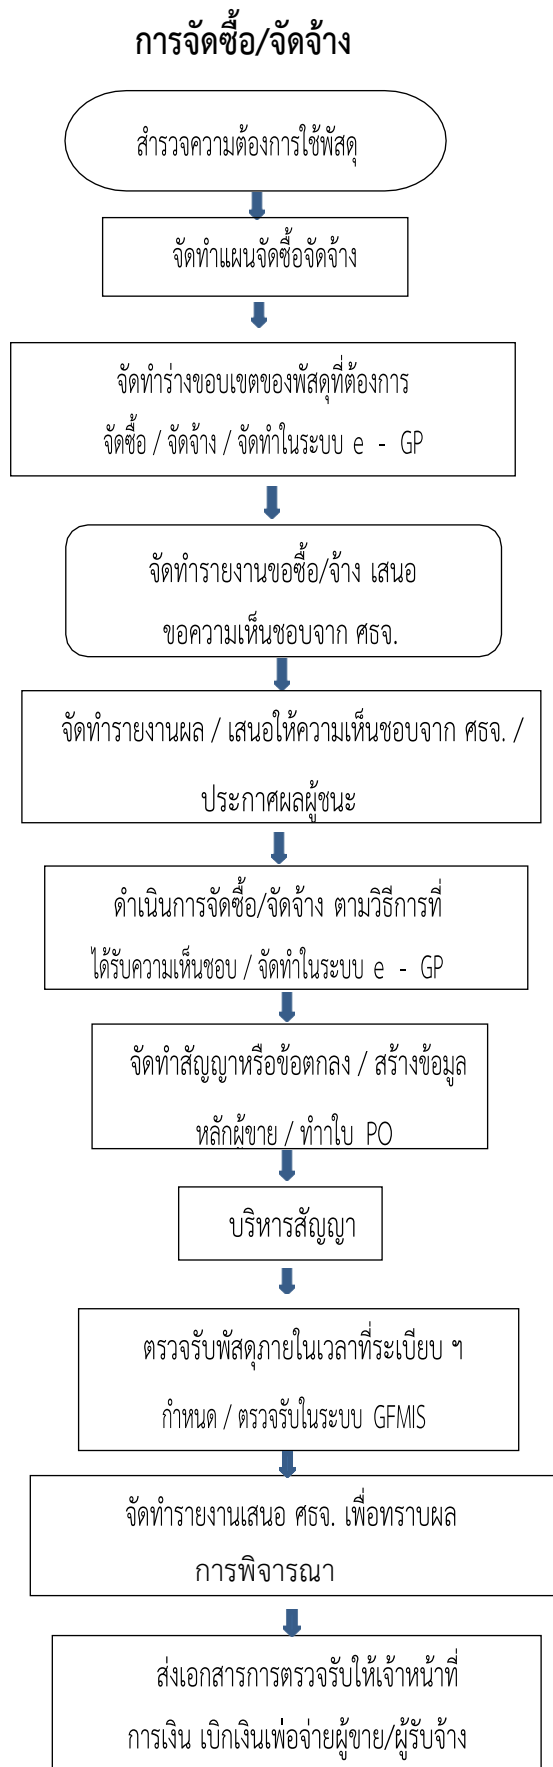 การจัดซื้อ/จัดจ้าง
สำรวจความต้องการใช้พัสดุ
จัดทำแผนจัดซื้อจัดจ้าง
จัดทำร่างขอบเขตของพัสดุที่ต้องการ
จัดซื้อ / จัดจ้าง / จัดทำในระบบ e - GP
จัดทำรายงานขอซื้อ/จ้าง เสนอ
ขอความเห็นชอบจาก ศธจ.
จัดทำรายงานผล / เสนอให้ความเห็นชอบจาก ศธจ. /
ประกาศผลผู้ชนะ
ดำเนินการจัดซื้อ/จัดจ้าง ตามวิธีการที่
ได้รับความเห็นชอบ / จัดทำในระบบ e - GP
จัดทำสัญญาหรือข้อตกลง / สร้างข้อมูล
หลักผู้ขาย / ทำาใบ PO
บริหารสัญญา
ตรวจรับพัสดุภายในเวลาที่ระเบียบ ฯ
กำหนด / ตรวจรับในระบบ GFMIS
จัดทำรายงานเสนอ ศธจ. เพื่อทราบผล
การพิจารณา
ส่งเอกสารการตรวจรับให้เจ้าหน้าที่
การเงิน เบิกเงินเพ่อจ่ายผู้ขาย/ผู้รับจ้าง